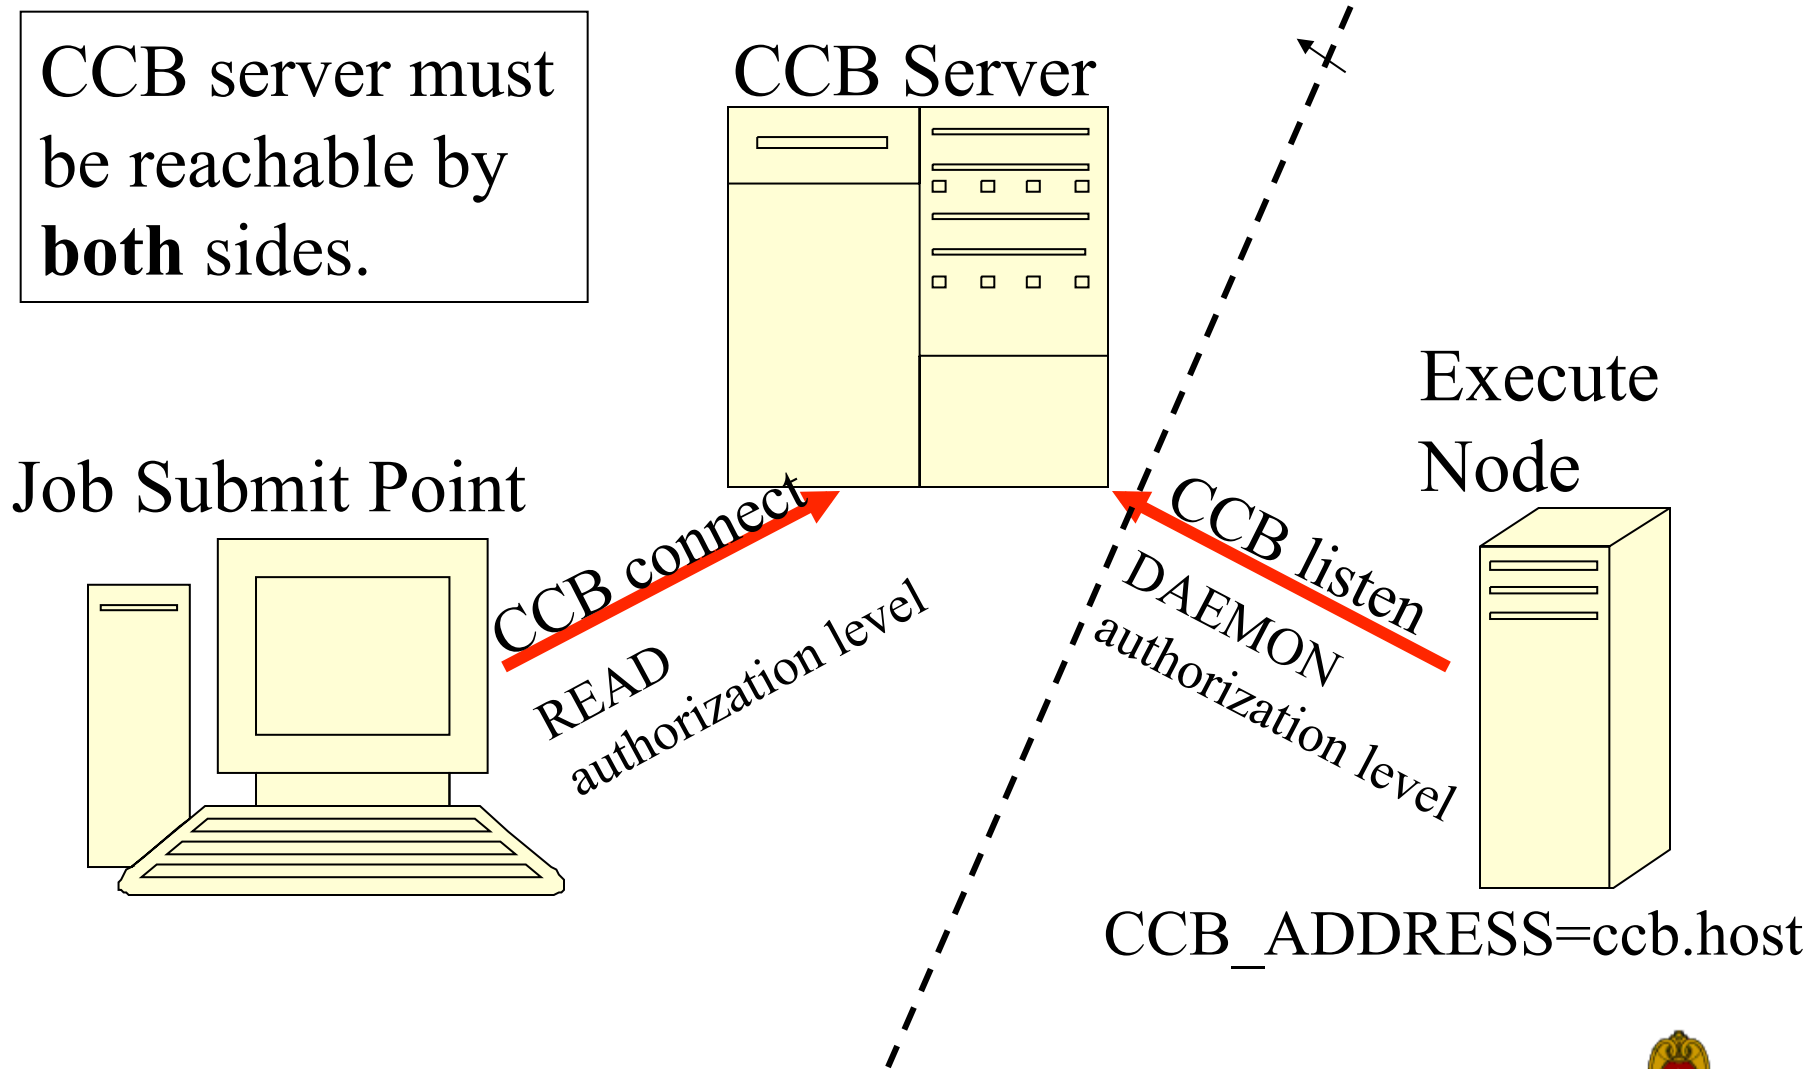 CCB server must
be reachable by
both sides.
CCB Server
Execute
Node
Job Submit Point
CCB connect
READ
authorization level
CCB listen
DAEMON
authorization level
CCB_ADDRESS=ccb.host